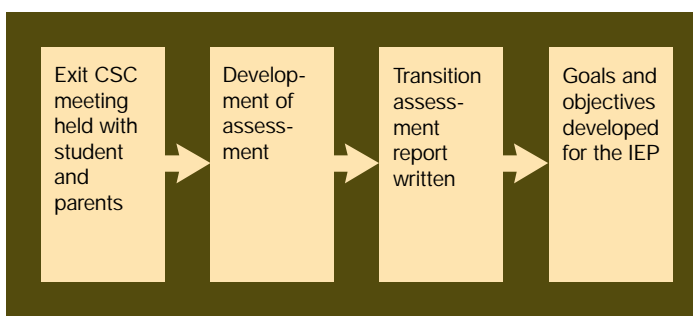 Exit CSC
meeting
held with
student
and
parents
Develop-
ment of
assess-
ment
Transition
assess-
ment
report
written
Goals and
objectives
developed
for the IEP